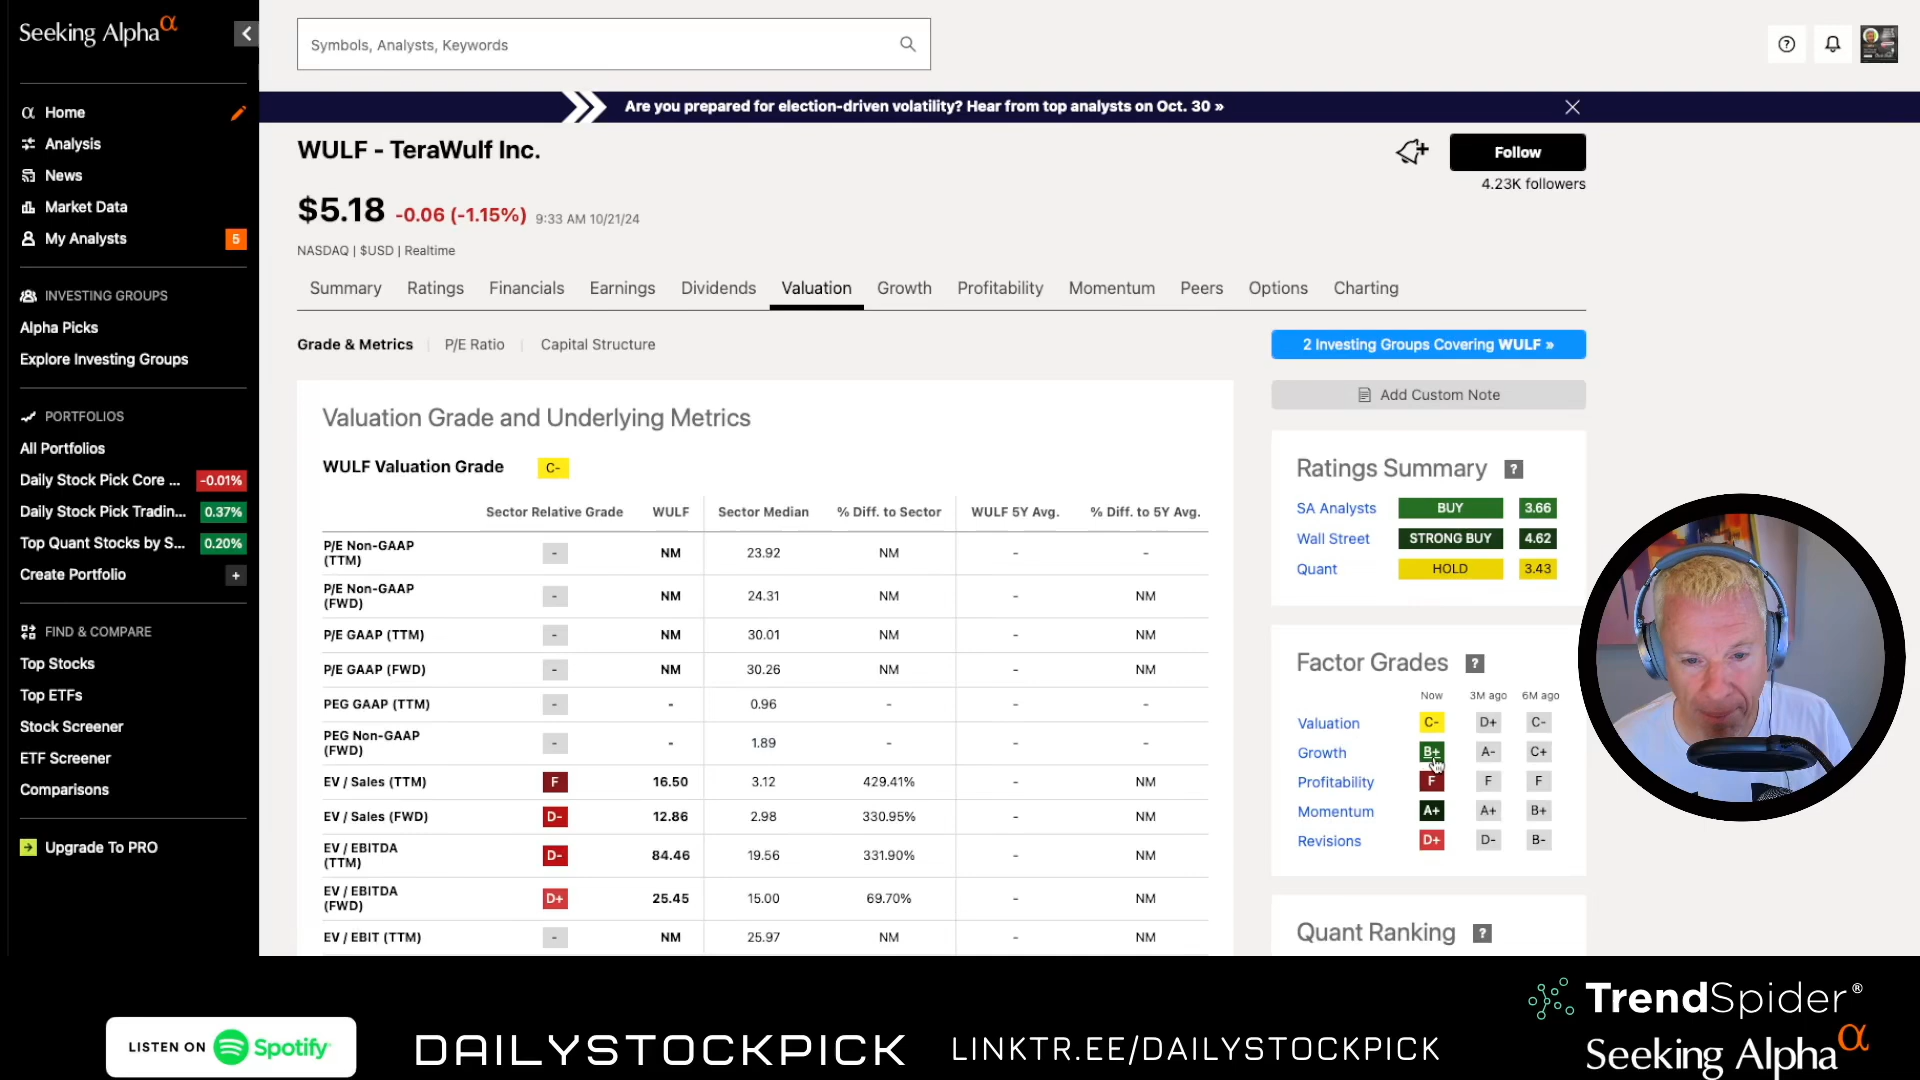 Seeking Alpha α
Symbols, Analysts, Keywords
Are you prepared for election-driven volatility? Hear from top analysts on Oct. 30 »
Home
Analysis
News
Market Data
My Analysts 5
INVESTING GROUPS
Alpha Picks
Explore Investing Groups
PORTFOLIOS
All Portfolios
Daily Stock Pick Core ... -0.01%
Daily Stock Pick Tradin... 0.37%
Top Quant Stocks by S... 0.20%
Create Portfolio +
FIND & COMPARE
Top Stocks
Top ETFs
Stock Screener
ETF Screener
Comparisons
Upgrade To PRO
WULF - TeraWulf Inc.
Follow
4.23K followers
$5.18 -0.06 (-1.15%) 9:33 AM 10/21/24
NASDAQ | $USD | Realtime
Summary Ratings Financials Earnings Dividends Valuation Growth Profitability Momentum Peers Options Charting
Grade & Metrics | P/E Ratio | Capital Structure
Valuation Grade and Underlying Metrics
WULF Valuation Grade C-
Sector Relative Grade WULF Sector Median % Diff. to Sector WULF 5Y Avg. % Diff. to 5Y Avg.
P/E Non-GAAP (TTM) - NM 23.92 NM - -
P/E Non-GAAP (FWD) - NM 24.31 NM - NM
P/E GAAP (TTM) - NM 30.01 NM - NM
P/E GAAP (FWD) - NM 30.26 NM - NM
PEG GAAP (TTM) - - 0.96 - - -
PEG Non-GAAP (FWD) - - 1.89 - - -
EV / Sales (TTM) F 16.50 3.12 429.41% - NM
EV / Sales (FWD) D- 12.86 2.98 330.95% - NM
EV / EBITDA (TTM) D- 84.46 19.56 331.90% - NM
EV / EBITDA (FWD) D+ 25.45 15.00 69.70% - NM
EV / EBIT (TTM) - NM 25.97 NM - NM
2 Investing Groups Covering WULF »
Add Custom Note
Ratings Summary ?
SA Analysts BUY 3.66
Wall Street STRONG BUY 4.62
Quant HOLD 3.43
Factor Grades ?
Now 3M ago 6M ago
Valuation C- D+ C-
Growth B+ A- C+
Profitability F F F
Momentum A+ A+ B+
Revisions D+ D- B-
Quant Ranking ?
LISTEN ON Spotify
DAILYSTOCKPICK
LINKTR.EE/DAILYSTOCKPICK
TrendSpider®
Seeking Alpha α